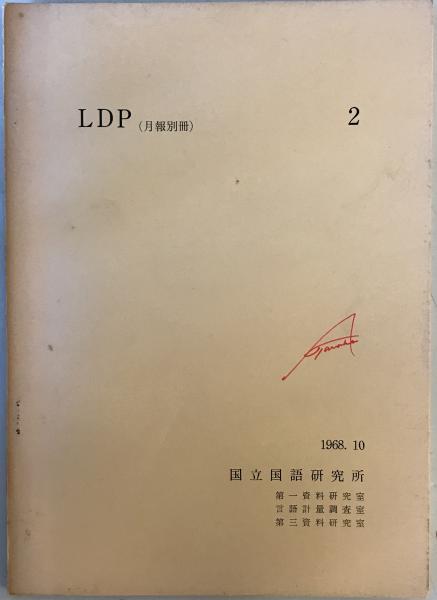 LDP (月報別冊) 2
1968. 10
国立国語研究所
第一資料研究室
言語計量調査室
第三資料研究室